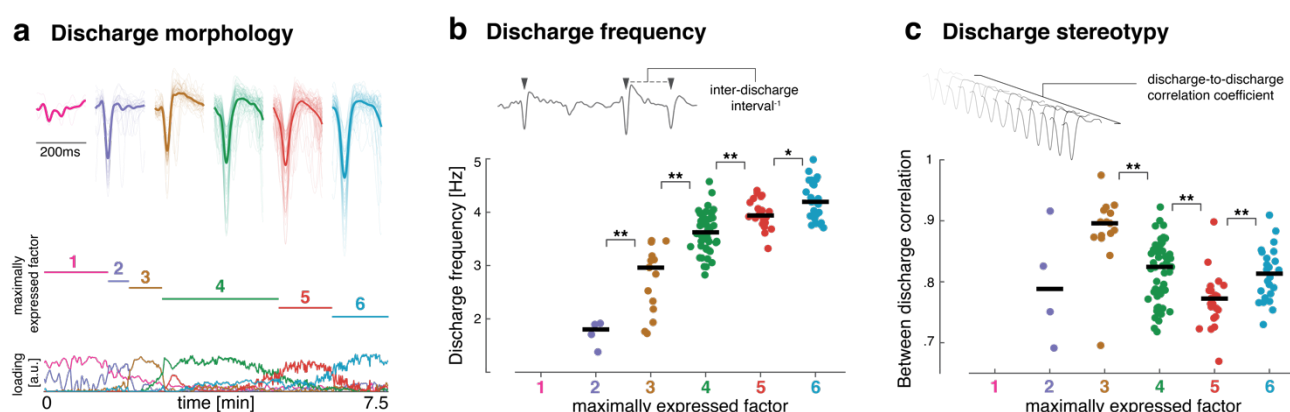 a Discharge morphology
200ms
maximally
expressed factor
1
2
3
4
5
6
loading
[a.u.]
0
time [min]
7.5
b Discharge frequency
inter-discharge
interval-1
Discharge frequency [Hz]
5
4
3
2
**
**
**
*
1 2 3 4 5 6
maximally expressed factor
c Discharge stereotypy
discharge-to-discharge
correlation coefficient
Between discharge correlation
1
.9
.8
.7
**
**
**
1 2 3 4 5 6
maximally expressed factor